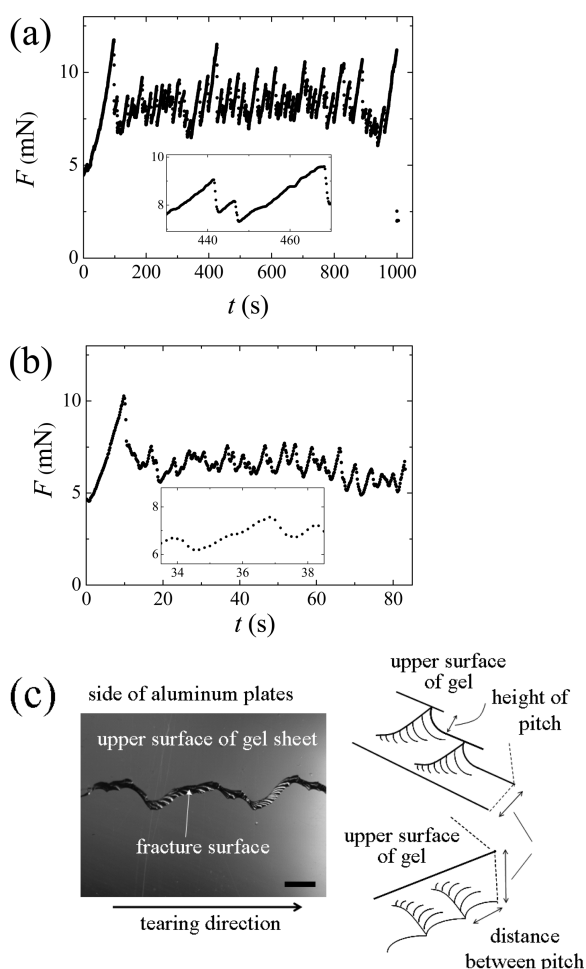 (a)
10
5
0
F (mN)
10
9
8
440
460
0
200
400
600
800
1000
t (s)
(b)
10
5
0
F (mN)
8
6
34
36
38
0
20
40
60
80
t (s)
(c)
side of aluminum plates
upper surface of gel sheet
fracture surface
tearing direction
upper surface
of gel
height of
pitch
upper surface
of gel
distance
between pitch